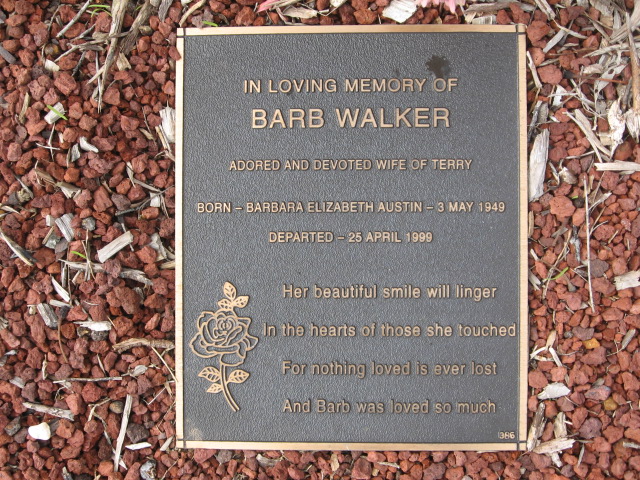 IN LOVING MEMORY OF
BARB WALKER
ADORED AND DEVOTED WIFE OF TERRY
BORN – BARBARA ELIZABETH AUSTIN – 3 MAY 1949
DEPARTED – 25 APRIL 1999
Her beautiful smile will linger
In the hearts of those she touched
For nothing loved is ever lost
And Barb was loved so much
1386